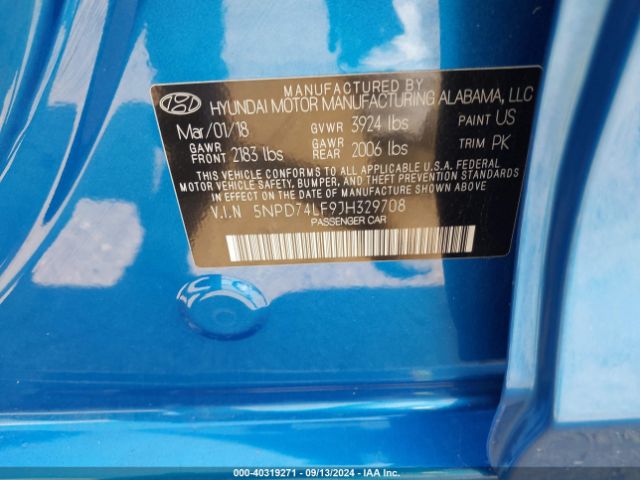 MANUFACTURED BY
HYUNDAI MOTOR MANUFACTURING ALABAMA, LLC
Mar/01/18 GVWR 3924 lbs PAINT US
GAWR FRONT 2183 lbs GAWR REAR 2006 lbs TRIM PK
THIS VEHICLE CONFORMS TO ALL APPLICABLE U.S.A. FEDERAL
MOTOR VEHICLE SAFETY, BUMPER, AND THEFT PREVENTION STANDARDS
IN EFFECT ON THE DATE OF MANUFACTURE SHOWN ABOVE.
V.I.N 5NPD74LF9JH329708
PASSENGER CAR
000-40319271 - 09/13/2024 - IAA Inc.